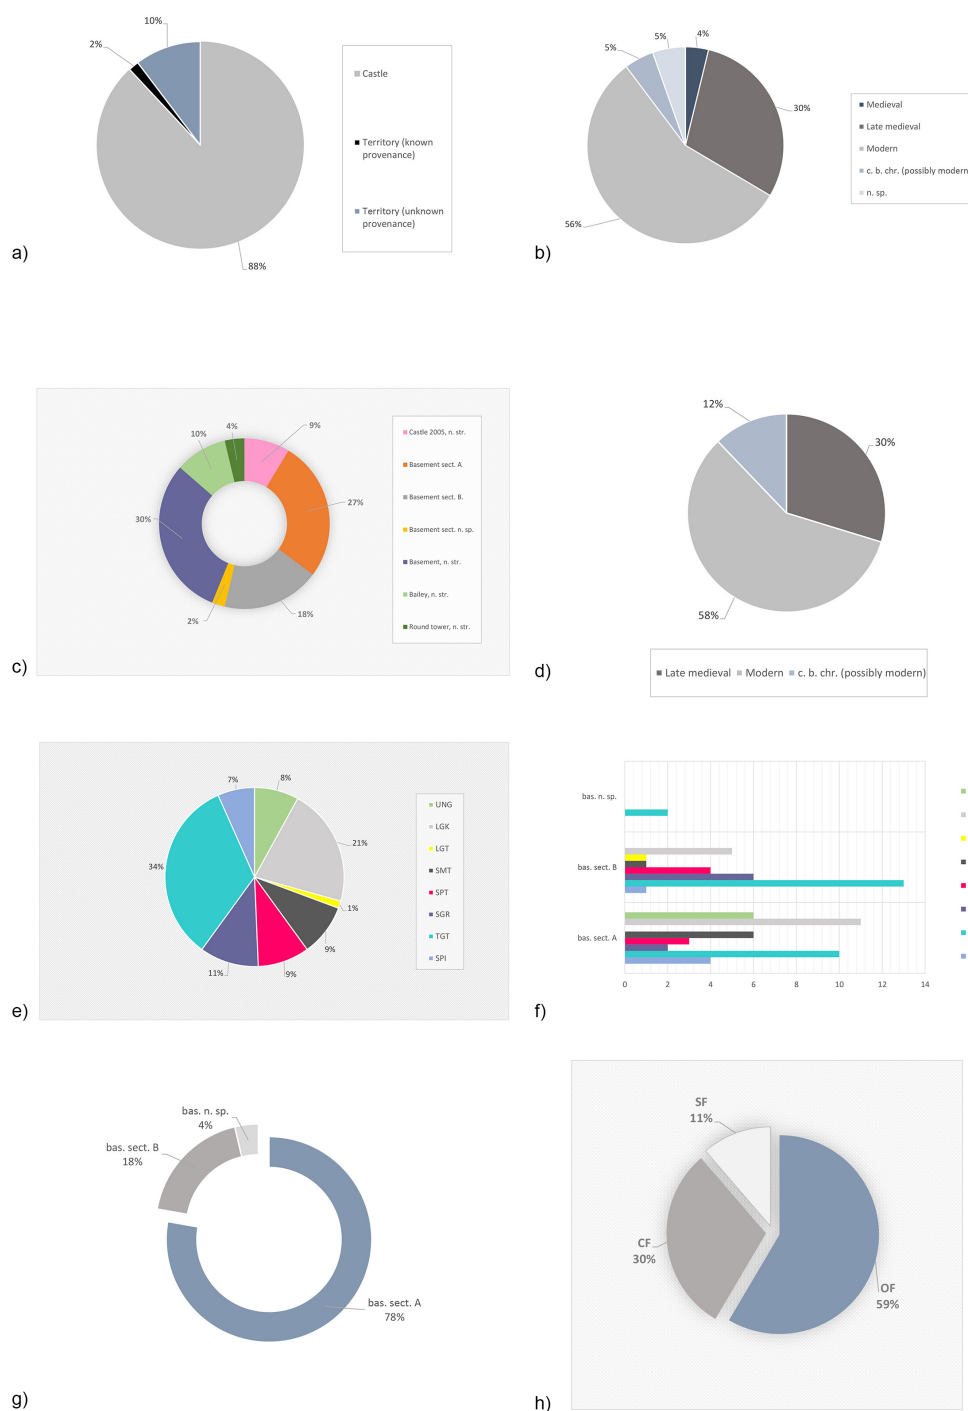 10%
2%
88%
Castle
Territory (known
provenance)
Territory (unknown
provenance)
a)
5%
5%
4%
30%
56%
Medieval
Late medieval
Modern
c. b. chr. (possibly modern)
n. sp.
b)
4%
9%
10%
27%
30%
18%
2%
Castle 2005, n. str.
Basement sect. A
Basement sect. B.
Basement sect. n. sp.
Basement, n. str.
Bailey, n. str.
Round tower, n. str.
c)
12%
30%
58%
Late medieval Modern c. b. chr. (possibly modern)
d)
7%
8%
21%
34%
1%
9%
11%
9%
UNG
LGK
LGT
SMT
SPT
SGR
TGT
SPI
e)
bas. n. sp.
bas. sect. B
bas. sect. A
0 2 4 6 8 10 12 14
f)
bas. n. sp.
4%
bas. sect. B
18%
bas. sect. A
78%
g)
SF
11%
CF
30%
OF
59%
h)